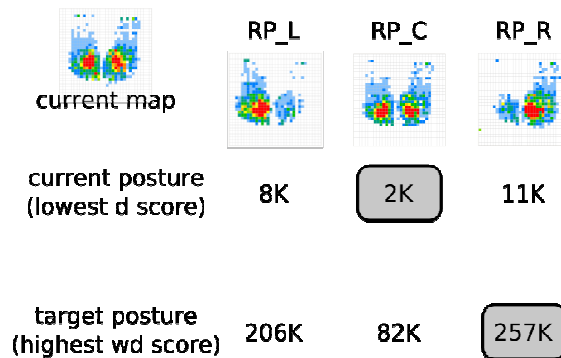 RP_L RP_C RP_R
current map
current posture
(lowest d score) 8K 2K 11K
target posture
(highest wd score) 206K 82K 257K